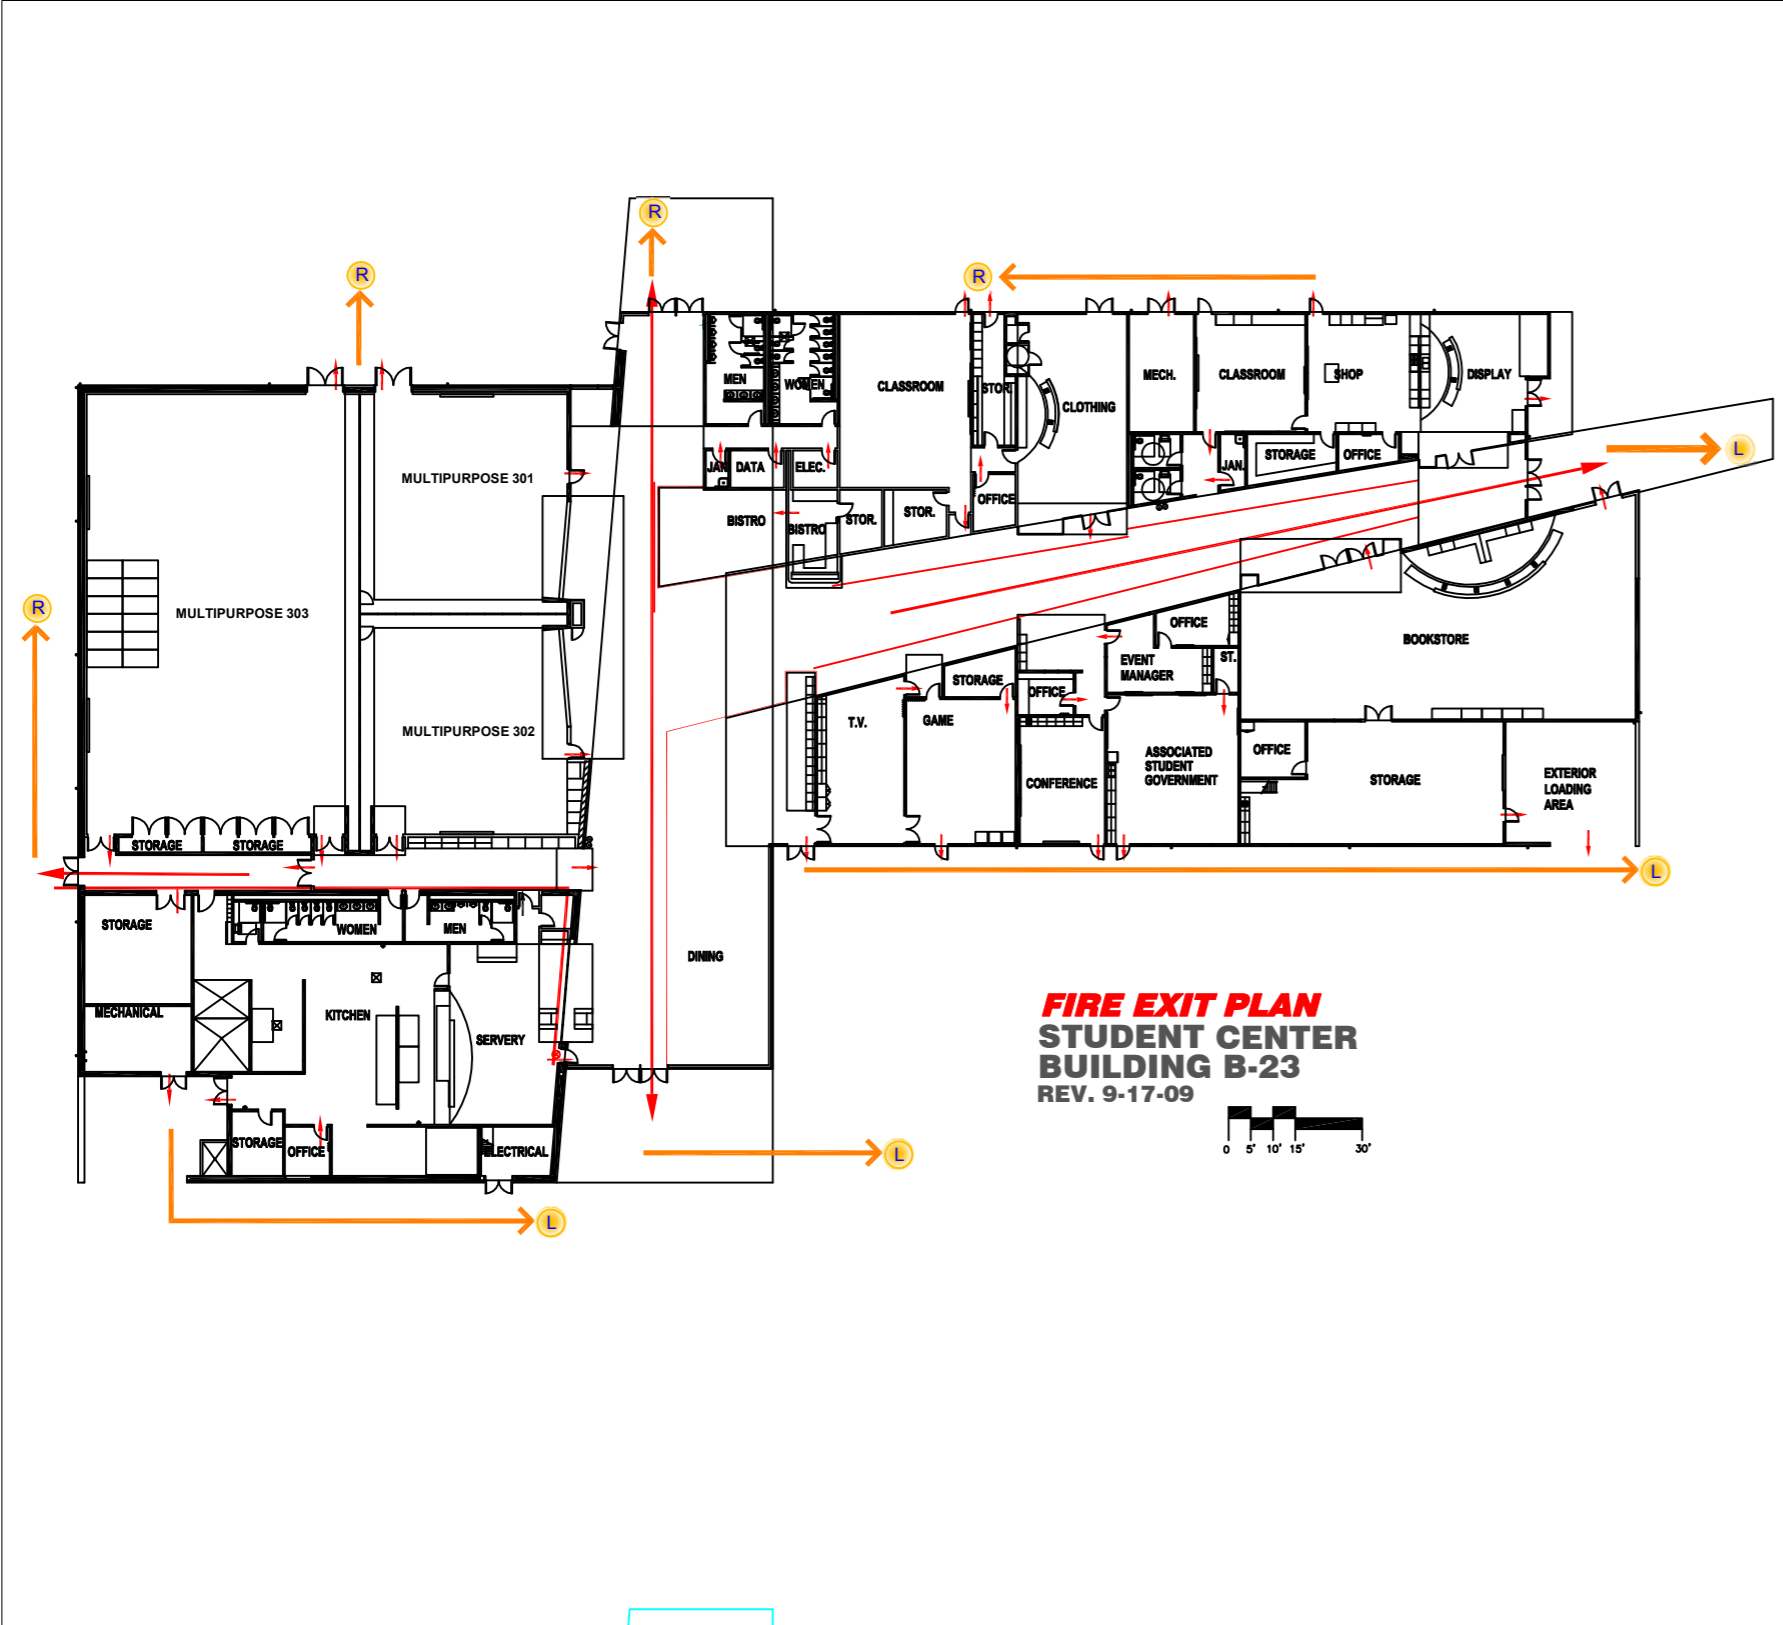 R
R
R
MEN
WOMEN
CLASSROOM
STOR.
CLOTHING
MECH.
CLASSROOM
SHOP
DISPLAY
L
JAN.
DATA
ELEC.
JAN.
STORAGE
OFFICE
MULTIPURPOSE 301
OFFICE
BISTRO
BISTRO
STOR.
STOR.
R
MULTIPURPOSE 303
OFFICE
BOOKSTORE
EVENT
MANAGER
ST.
STORAGE
OFFICE
T.V.
GAME
MULTIPURPOSE 302
CONFERENCE
ASSOCIATED
STUDENT
GOVERNMENT
OFFICE
STORAGE
EXTERIOR
LOADING
AREA
STORAGE
STORAGE
L
STORAGE
WOMEN
MEN
DINING
MECHANICAL
KITCHEN
SERVERY
FIRE EXIT PLAN
STUDENT CENTER
BUILDING B-23
REV. 9-17-09
0 5' 10' 15' 30'
STORAGE
OFFICE
ELECTRICAL
L
L